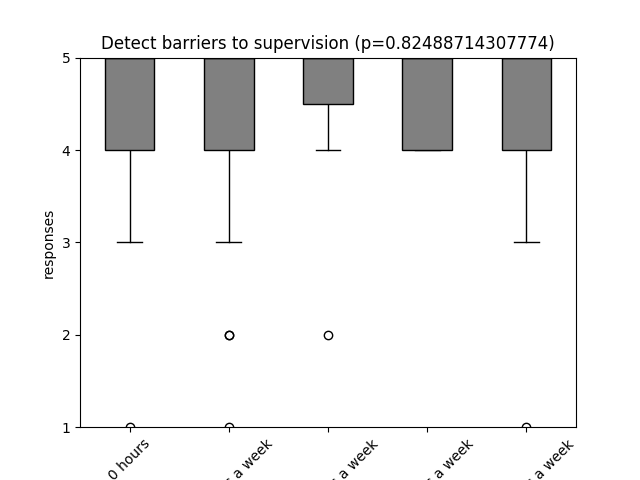 Detect barriers to supervision (p=0.82488714307774)
5
4
3
2
1
responses
0 hours
a week
a week
a week
a week